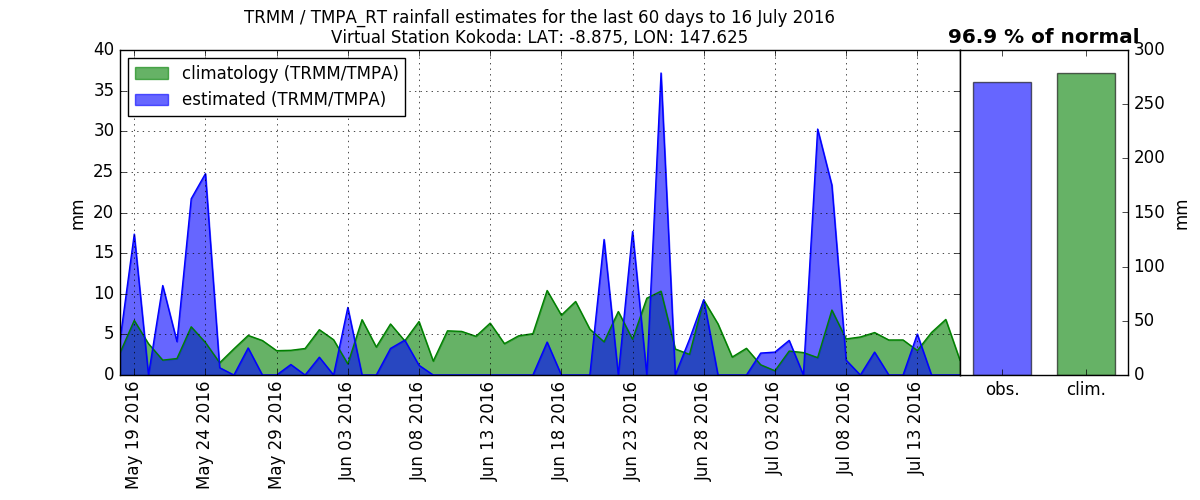 TRMM / TMPA_RT rainfall estimates for the last 60 days to 16 July 2016
Virtual Station Kokoda: LAT: -8.875, LON: 147.625
96.9 % of normal
climatology (TRMM/TMPA)
estimated (TRMM/TMPA)
40
35
30
25
20
15
10
5
0
mm
May 19 2016
May 24 2016
May 29 2016
Jun 03 2016
Jun 08 2016
Jun 13 2016
Jun 18 2016
Jun 23 2016
Jun 28 2016
Jul 03 2016
Jul 08 2016
Jul 13 2016
obs.
clim.
300
250
200
150
100
50
0
mm